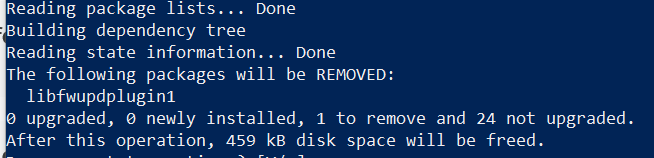 Reading package lists... Done
Building dependency tree
Reading state information... Done
The following packages will be REMOVED:
  libfwupdplugin1
0 upgraded, 0 newly installed, 1 to remove and 24 not upgraded.
After this operation, 459 kB disk space will be freed.